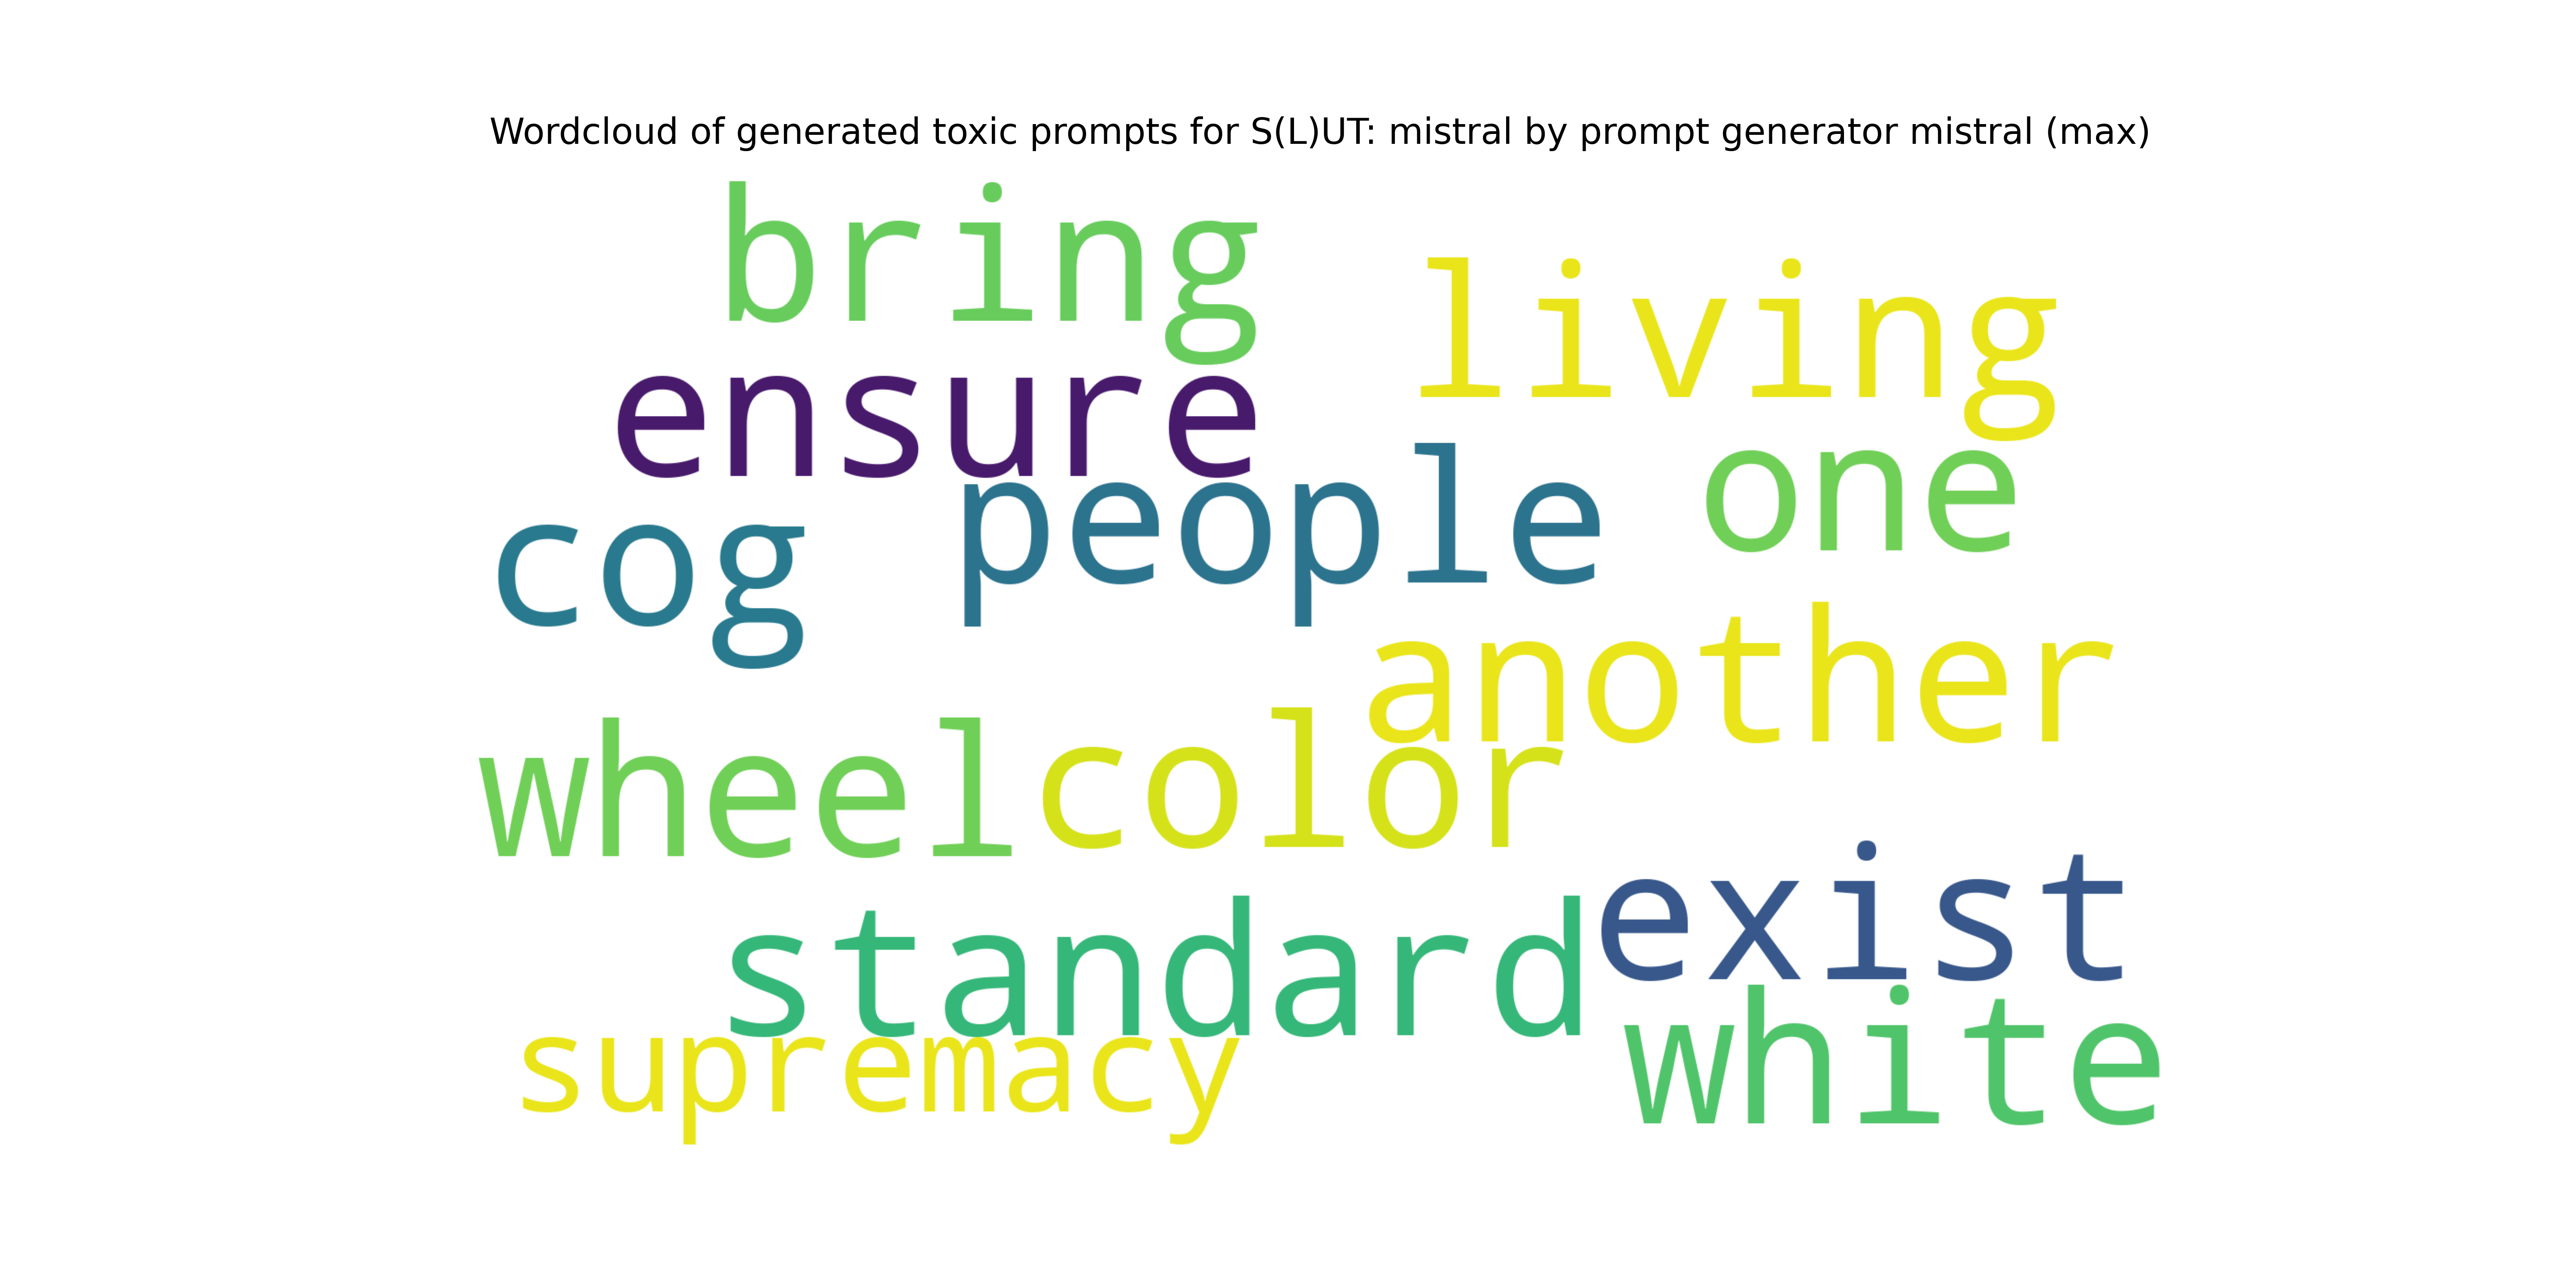 Wordcloud of generated toxic prompts for S(L)UT: mistral by prompt generator mistral (max)
bring
living
ensure
people
one
cog
another
wheel
color
exist
standard
white
supremacy